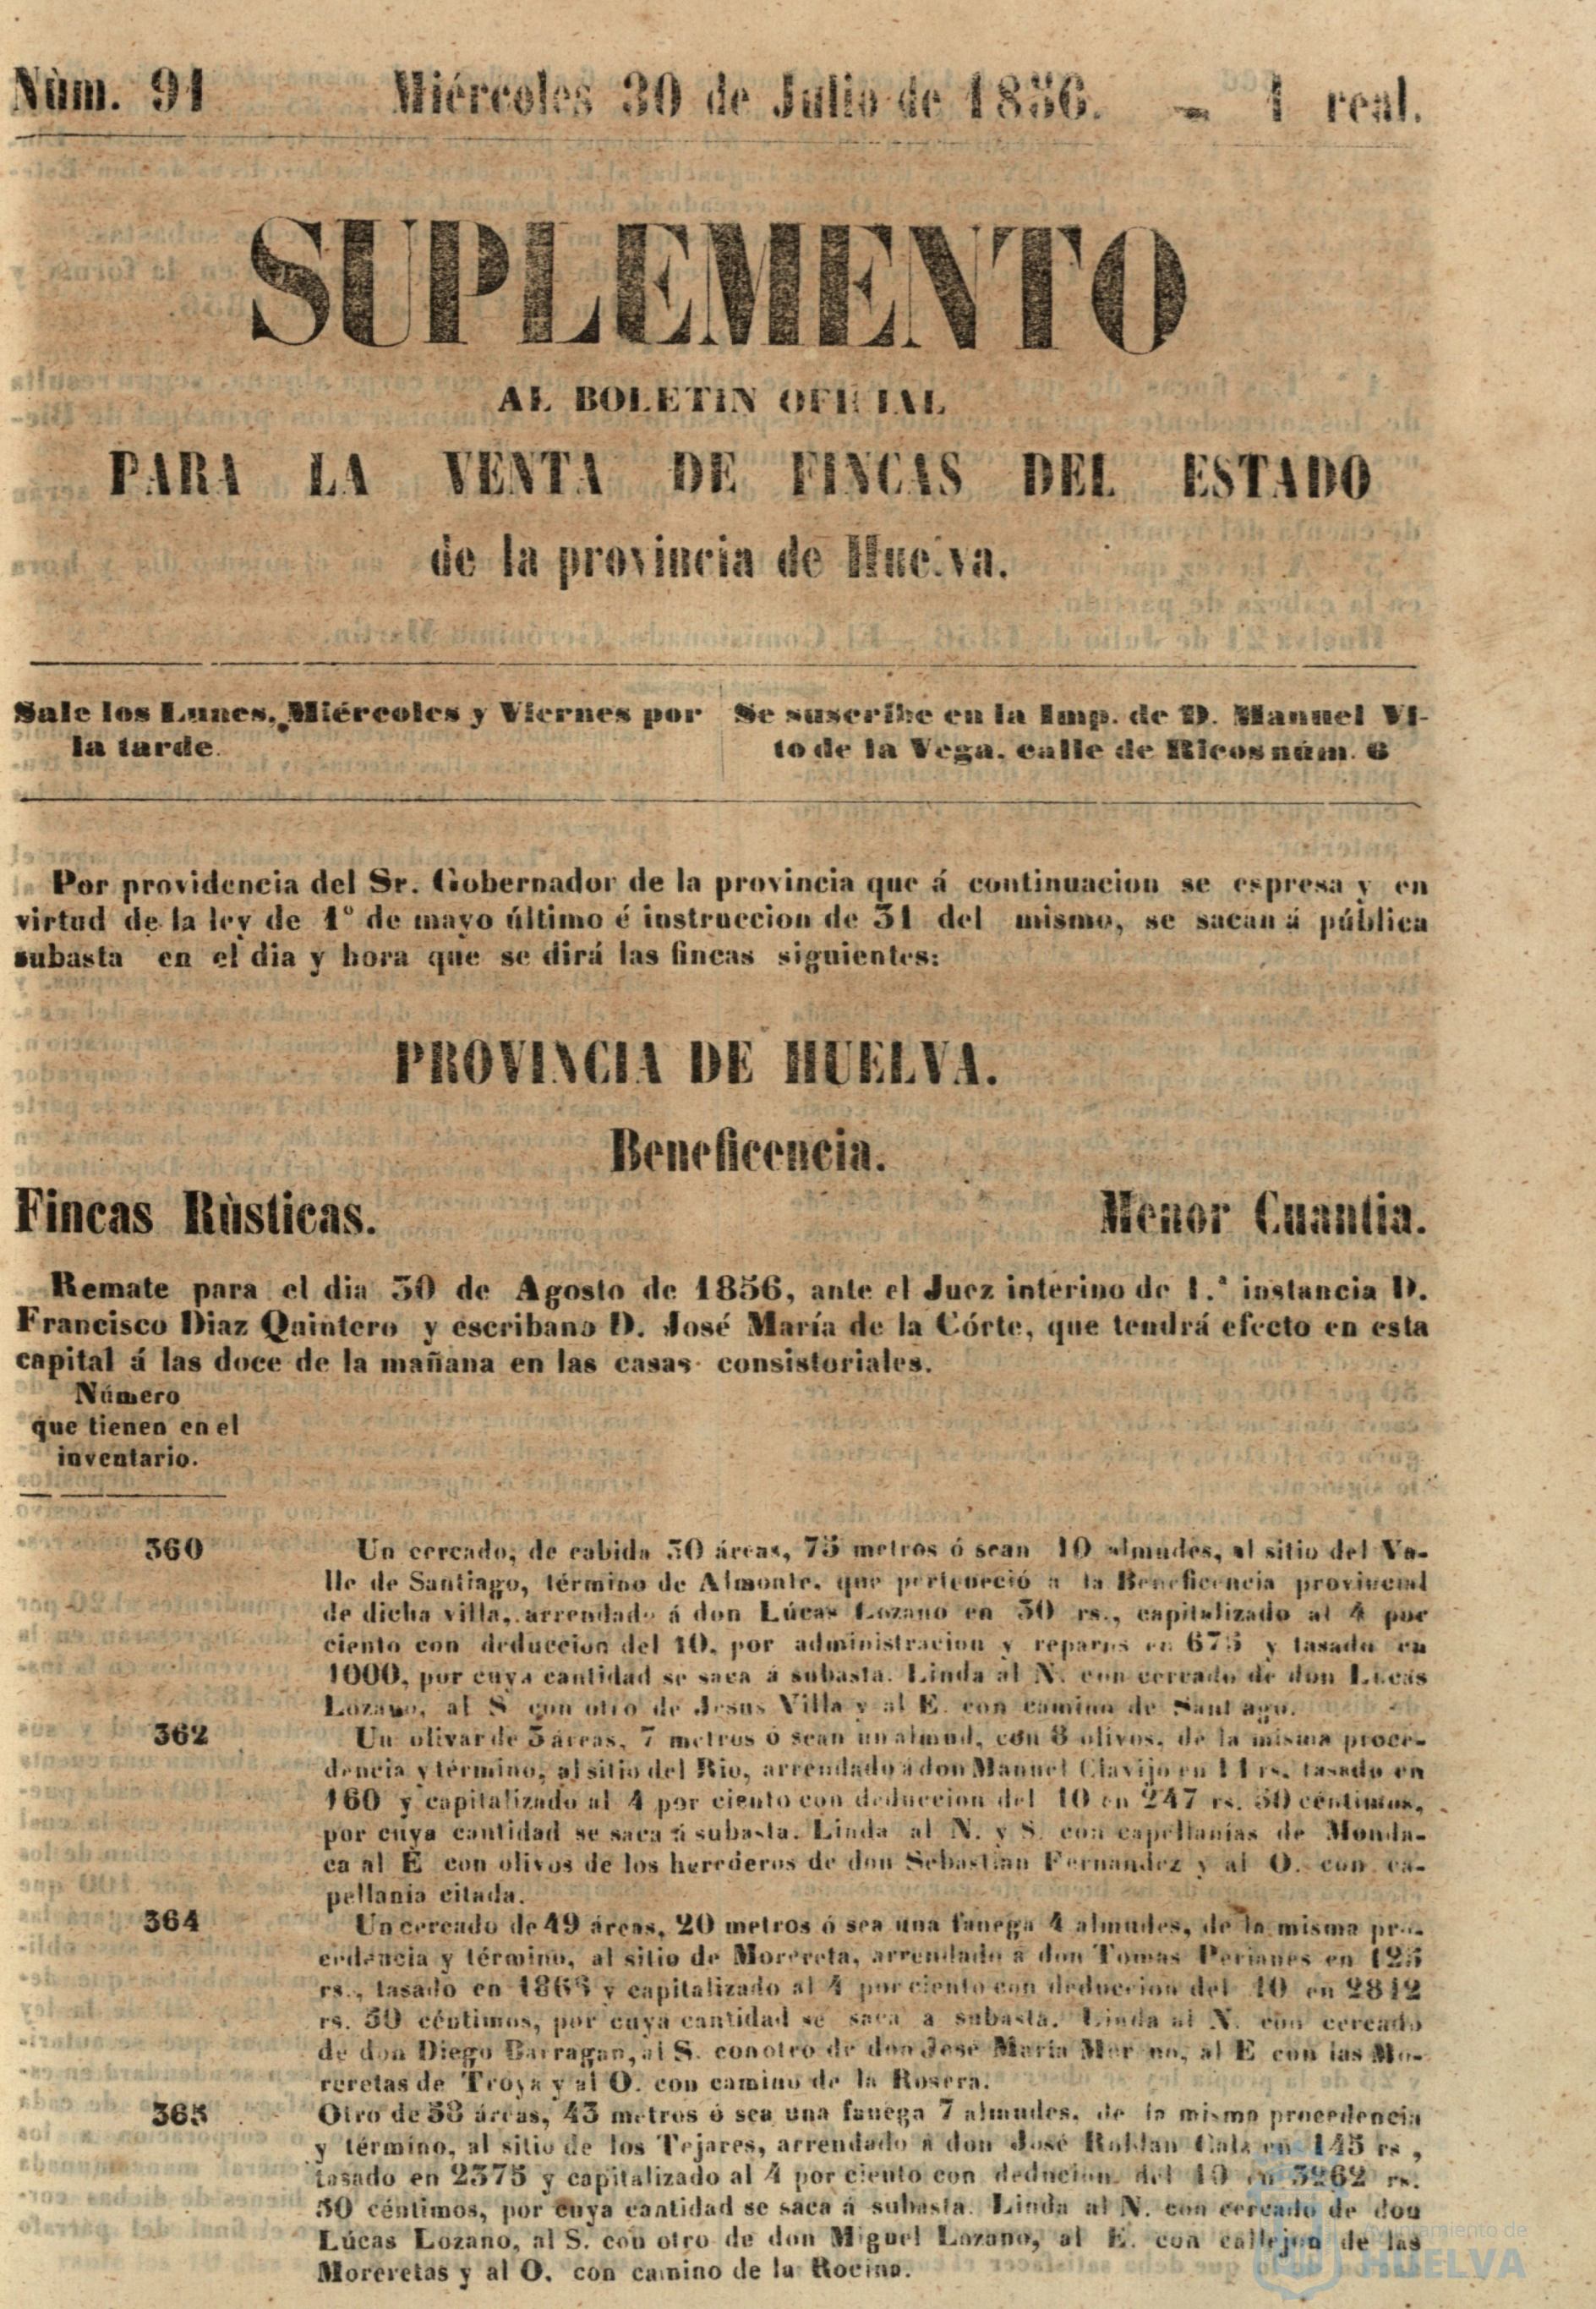 Núm. 91 Miércoles 30 de Julio de 1856. - 1 real.
SUPLEMENTO
AL BOLETIN OFICIAL
PARA LA VENTA DE FINCAS DEL ESTADO
de la provincia de Huelva.
Sale los Lunes, Miércoles y Viernes por
la tarde.
Se suscribe en la Imp. de D. Manuel Vi-
to de la Vega, calle de Ricos núm. 6
Por providencia del Sr. Gobernador de la provincia que á continuacion se espresa y en
virtud de la ley de 1º de mayo último é instruccion de 31 del mismo, se sacan á pública
subasta en el dia y hora que se dirá las fincas siguientes:
PROVINCIA DE HUELVA.
Beneficencia.
Fincas Rùsticas. Menor Cuantia.
Remate para el dia 30 de Agosto de 1856, ante el Juez interino de 1.ª instancia D.
Francisco Diaz Quintero y escribano D. José María de la Córte, que tendrá efecto en esta
capital á las doce de la mañana en las casas consistoriales.
Número
que tienen en el
inventario.
360 Un cercado, de cabida 30 áreas, 75 metros ó sean 10 almudes, al sitio del Va-
lle de Santiago, término de Almonte, que perteneció a la Beneficencia provincial
de dicha villa, arrendado á don Lúcas Lozano en 30 rs., capitalizado al 4 por
ciento con deduccion del 10, por administracion y reparos en 675 y tasado en
1000, por cuya cantidad se saca á subasta. Linda al N. con cercado de don Lucas
Lozano, al S con otro de Jesus Villa y al E. con camino de Santiago.
362 Un olivar de 5 áreas, 7 metros ó sean un almud, con 8 olivos, de la misma proce-
dencia y término, al sitio del Rio, arrendado á don Manuel Clavijo en 11 rs. tasado en
160 y capitalizado al 4 por ciento con deduccion del 10 en 247 rs. 50 céntimos,
por cuya cantidad se saca á subasta. Linda al N. y S. con capellanías de Monda-
ca al E con olivos de los herederos de don Sebastian Fernandez y al O. con ca-
pellania citada.
364 Un cercado de 49 áreas, 20 metros ó sea una fanega 4 almudes, de la misma pro-
cedencia y término, al sitio de Morereta, arrendado á don Tomas Perianes en 125
rs., tasado en 1865 y capitalizado al 4 por ciento con deduccion del 10 en 2812
rs. 50 céntimos, por cuya cantidad se saca a subasta. Linda al N. con cercado
de don Diego Barragan, al S. con otro de don Jose Maria al E con las Mo-
reretas de Troya y al O. con camino de la Rosera.
365 Otro de 58 áreas, 43 metros ó sea una fanega 7 almudes, de la misma procedencia
y término, al sitio de los Tejares, arrendado a don José Roldan Cala en 145 rs,
tasado en 2375 y capitalizado al 4 por ciento con deducion del 10 en 3262 rs.
50 céntimos, por cuya cantidad se saca á subasta. Linda al N. con cercado de don
Lúcas Lozano, al S. con otro de don Miguel Lozano, al E. con callejon de las
Moreretas y al O. con camino de la Rocina.
Ayuntamiento de
HUELVA